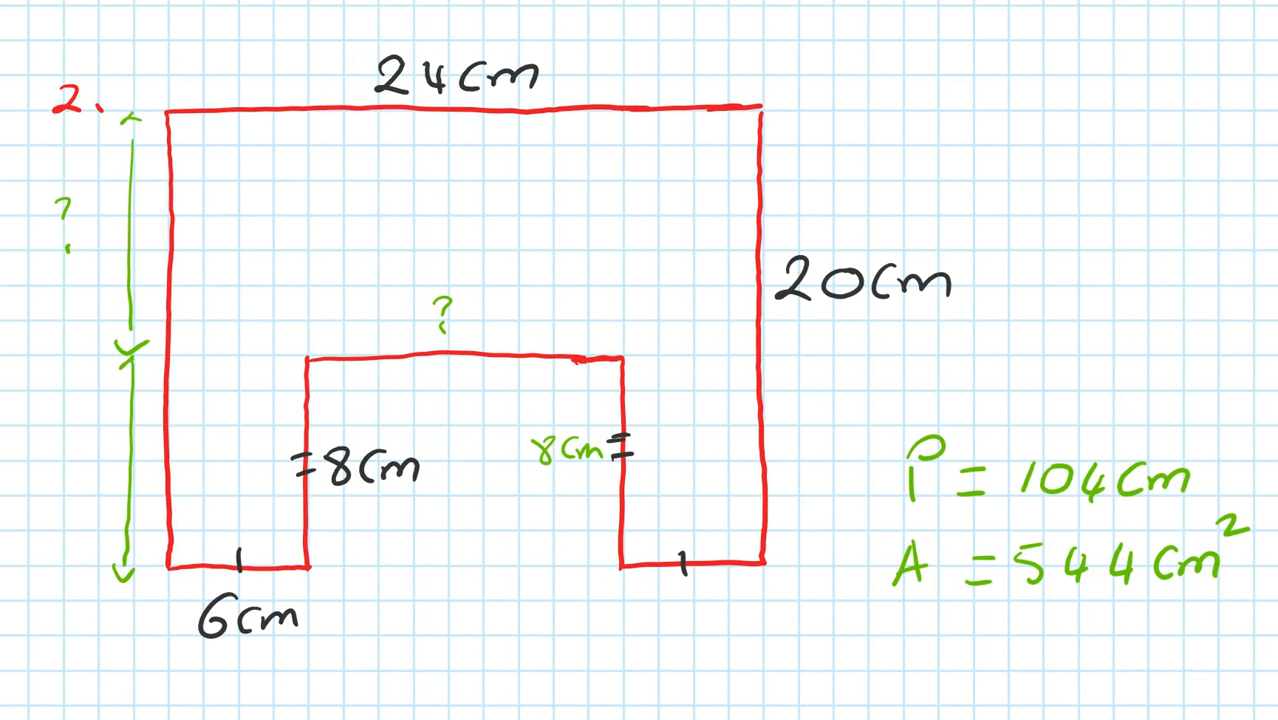 24cm
2.
?
20cm
?
8cm
8cm
P = 104cm
A = 544cm²
6cm